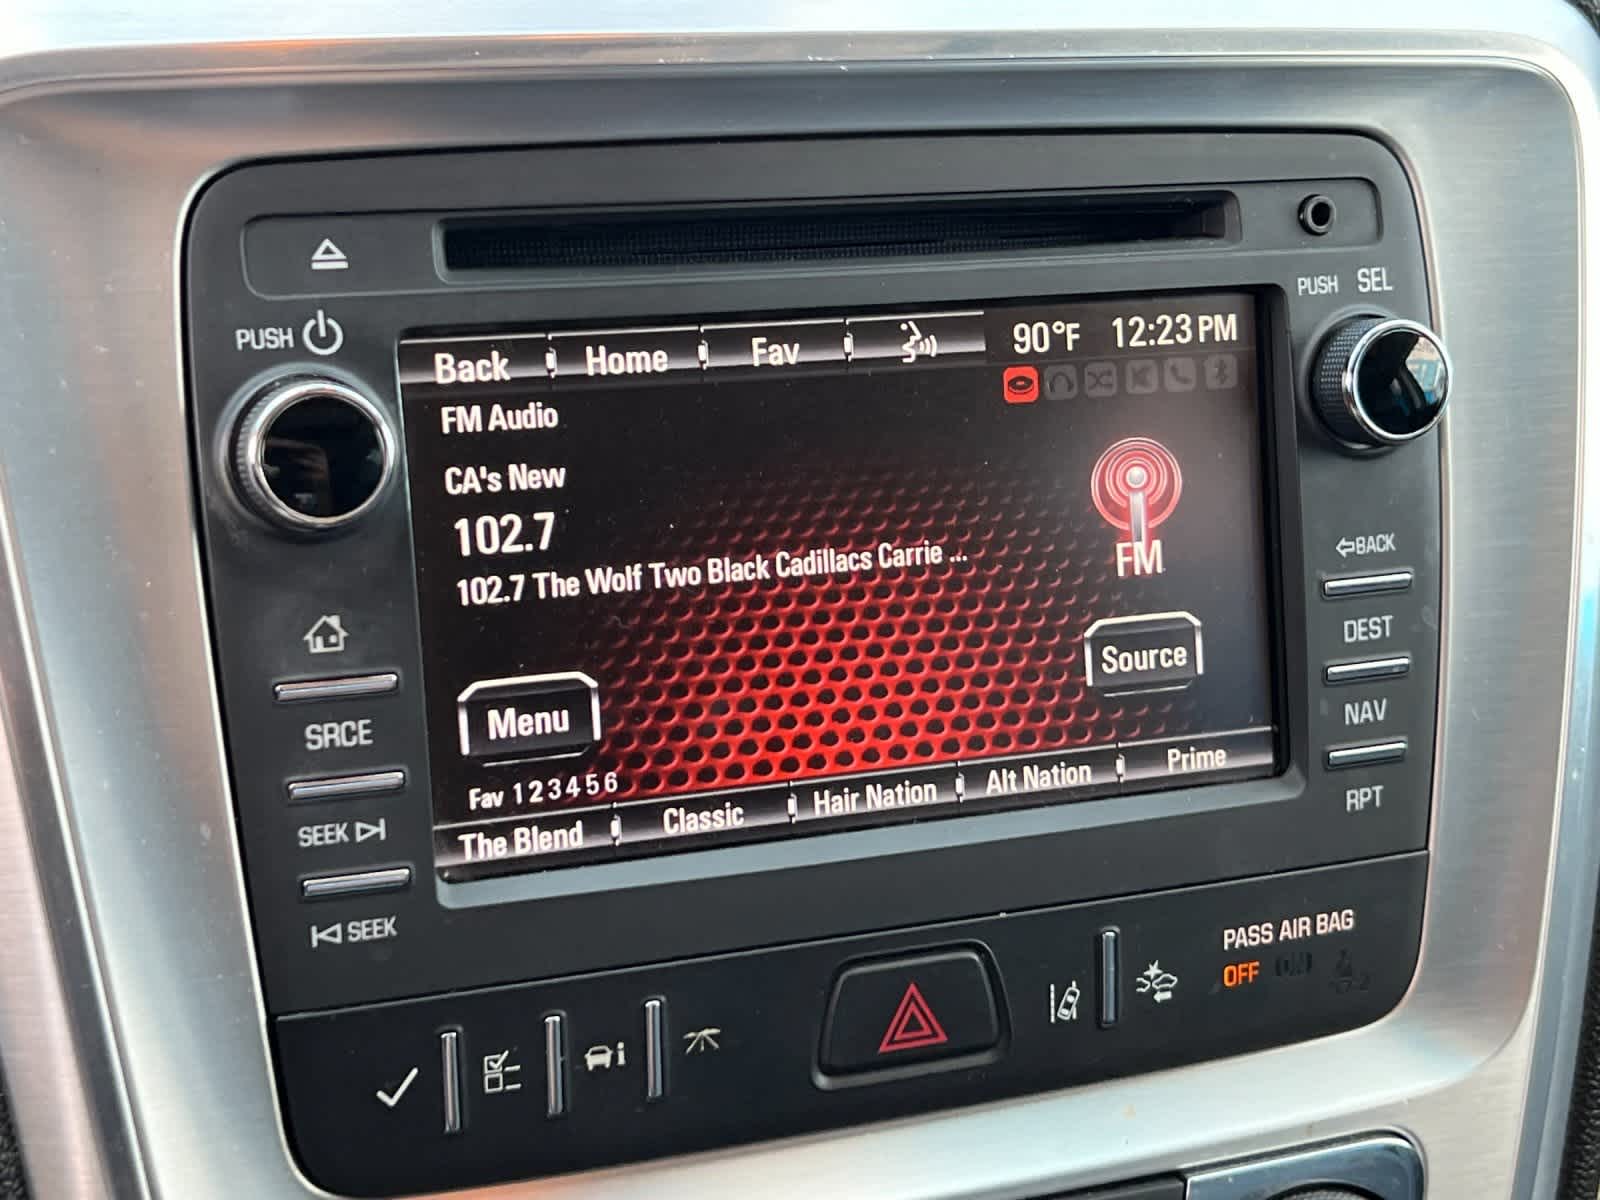 PUSH
PUSH SEL
Back Home Fav 90°F 12:23 PM
FM Audio
CA's New
102.7
102.7 The Wolf Two Black Cadillacs Carrie ...
FM
Menu
Source
Fav 1 2 3 4 5 6
The Blend Classic Hair Nation Alt Nation Prime
SRCE
SEEK
SEEK
BACK
DEST
NAV
RPT
PASS AIR BAG
OFF ON
i